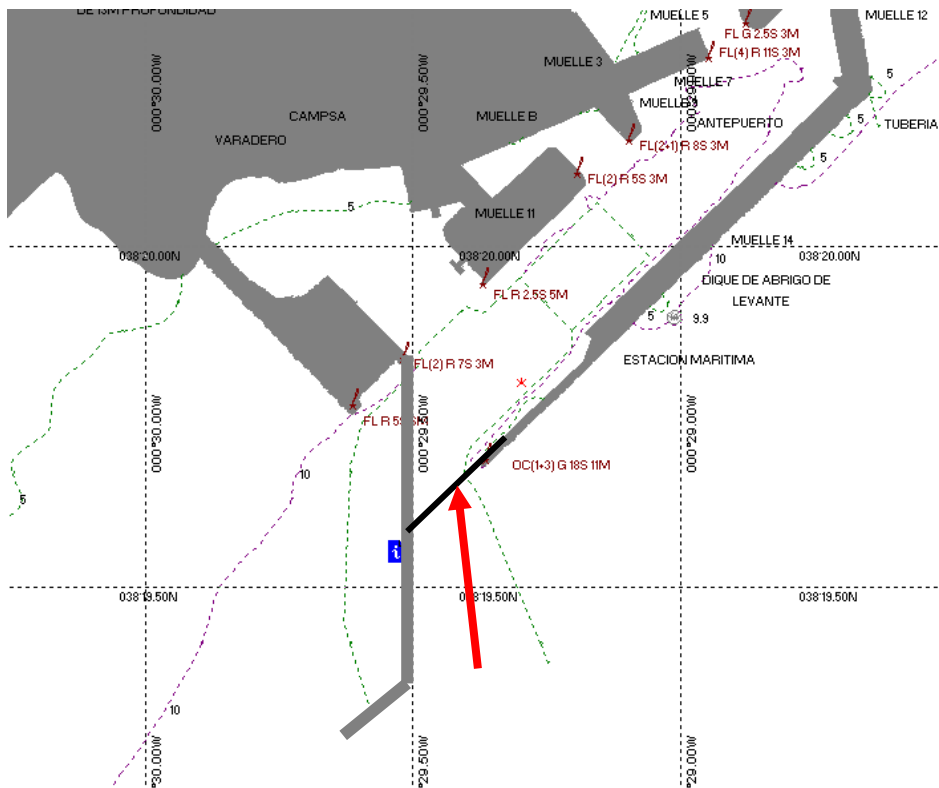 DE 13M PROFUNDIDAD
MUELLE 5
MUELLE 12
FL G 2.5S 3M
FL(4) R 11S 3M
MUELLE 3
000°30.00W
000°29.50W
000°29.00W
MUELLE 7
5
MUELLE 9
CAMPSA
MUELLE B
ANTEPUERTO
5
TUBERIA
VARADERO
FL(2+1) R 8S 3M
5
FL(2) R 5S 3M
5
MUELLE 11
MUELLE 14
038°20.00N
038°20.00N
10
038°20.00N
DIQUE DE ABRIGO DE
LEVANTE
FL R 2.5S 5M
5
9.9
ESTACION MARITIMA
FL(2) R 7S 3M
FL R 5S
000°30.00W
000°29.50W
000°29.00W
OC(1+3) G 18S 11M
10
5
i
038°19.50N
038°19.50N
038°19.50N
10
000°30.00W
000°29.50W
000°29.00W